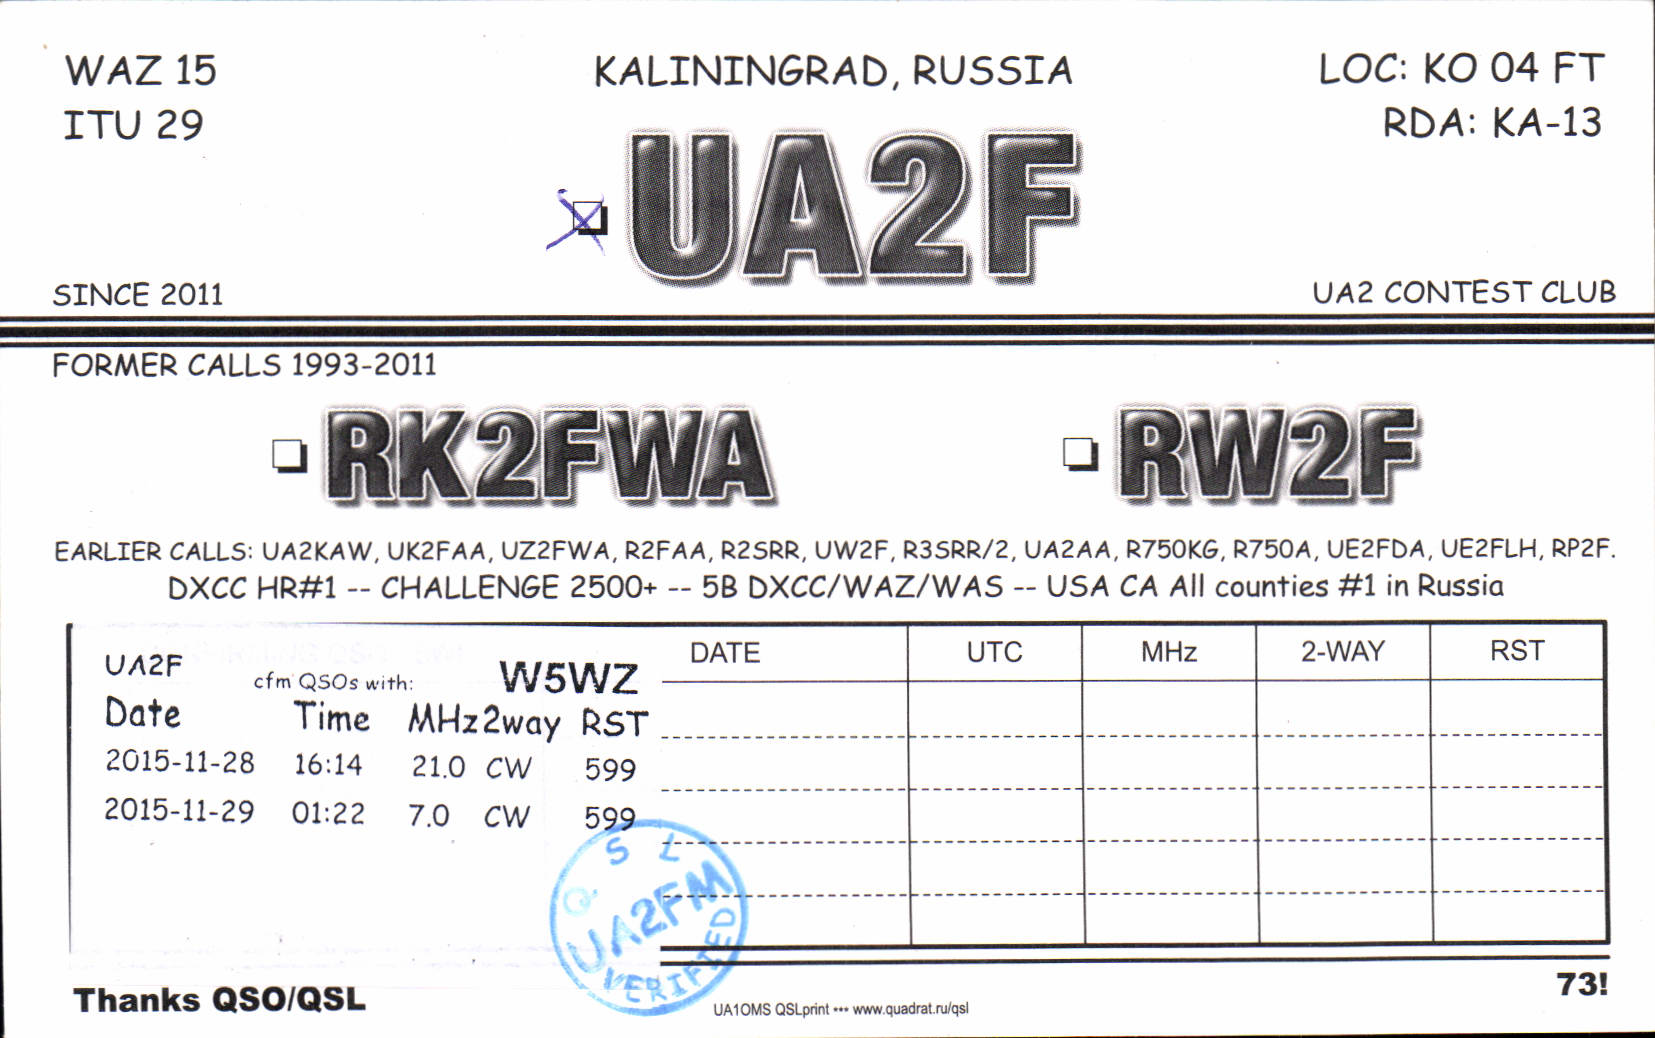 WAZ 15 KALININGRAD, RUSSIA LOC: KO 04 FT
ITU 29 RDA: KA-13
UA2F
SINCE 2011 UA2 CONTEST CLUB
FORMER CALLS 1993-2011
RK2FWA RW2F
EARLIER CALLS: UA2KAW, UK2FAA, UZ2FWA, R2FAA, R2SRR, UW2F, R3SRR/2, UA2AA, R750KG, R750A, UE2FDA, UE2FLH, RP2F.
DXCC HR#1 -- CHALLENGE 2500+ -- 5B DXCC/WAZ/WAS -- USA CA All counties #1 in Russia
DATE UTC MHz 2-WAY RST
UA2F cfm QSOs with: W5WZ
Date Time MHz 2way RST
2015-11-28 16:14 21.0 CW 599
2015-11-29 01:22 7.0 CW 599
Q S L
UA2FM
VERIFIED
Thanks QSO/QSL 73!
UA1OMS QSLprint *** www.quadrat.ru/qsl